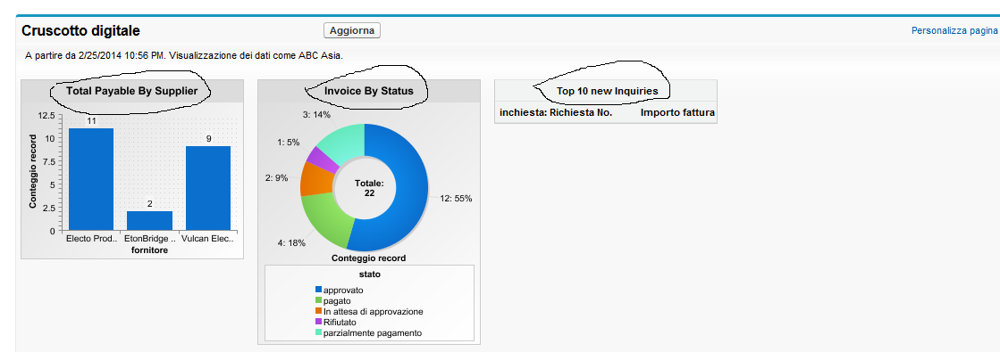 Cruscotto digitale
Aggiorna
Personalizza pagina
A partire da 2/25/2014 10:56 PM. Visualizzazione dei dati come ABC Asia.
Total Payable By Supplier
12.5
10
7.5
5
2.5
0
Conteggio record
11
2
9
Electo Prod..
EtonBridge ..
Vulcan Elec..
fornitore
Invoice By Status
3: 14%
1: 5%
2: 9%
4: 18%
12: 55%
Totale:
22
Conteggio record
stato
approvato
pagato
In attesa di approvazione
Rifiutato
parzialmente pagamento
Top 10 new Inquiries
inchiesta: Richiesta No. Importo fattura